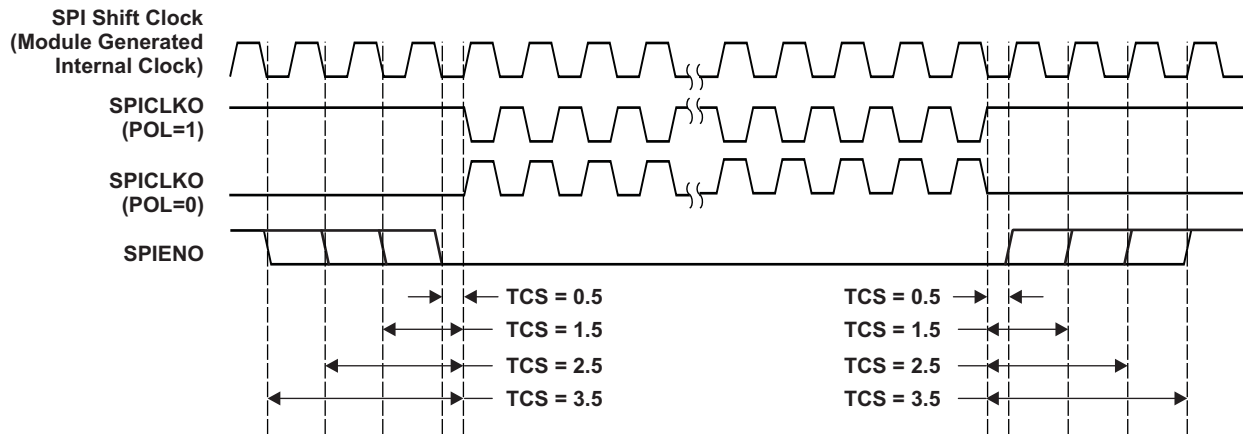 SPI Shift Clock
(Module Generated
Internal Clock)
SPICLKO
(POL=1)
SPICLKO
(POL=0)
SPIENO
TCS = 0.5
TCS = 0.5
TCS = 1.5
TCS = 1.5
TCS = 2.5
TCS = 2.5
TCS = 3.5
TCS = 3.5